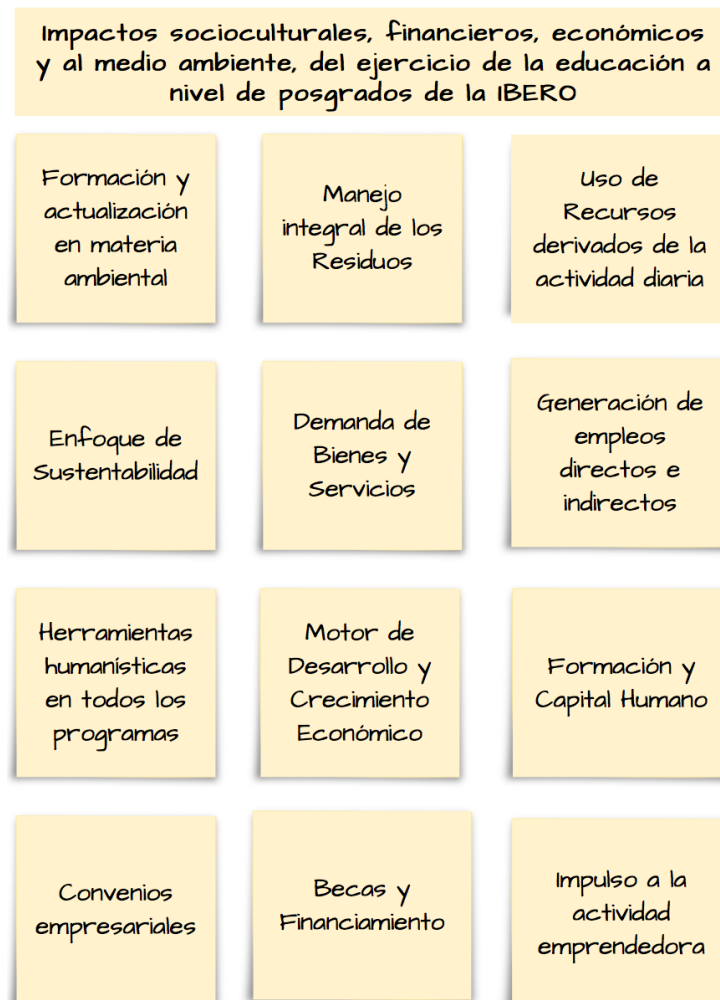 Impactos socioculturales, financieros, económicos
y al medio ambiente, del ejercicio de la educación a
nivel de posgrados de la IBERO
Formación y
actualización
en materia
ambiental
Manejo
integral de los
Residuos
Uso de
Recursos
derivados de la
actividad diaria
Enfoque de
Sustentabilidad
Demanda de
Bienes y
Servicios
Generación de
empleos
directos e
indirectos
Herramientas
humanísticas
en todos los
programas
Motor de
Desarrollo y
Crecimiento
Económico
Formación y
Capital Humano
Convenios
empresariales
Becas y
Financiamiento
Impulso a la
actividad
emprendedora